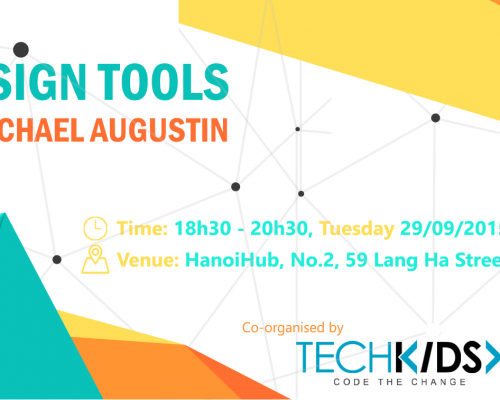 SIGN TOOLS
CHAEL AUGUSTIN
Time: 18h30 - 20h30, Tuesday 29/09/2015
Venue: HanoiHub, No.2, 59 Lang Ha Stree
Co-organised by
TECHKIDS
CODE THE CHANGE